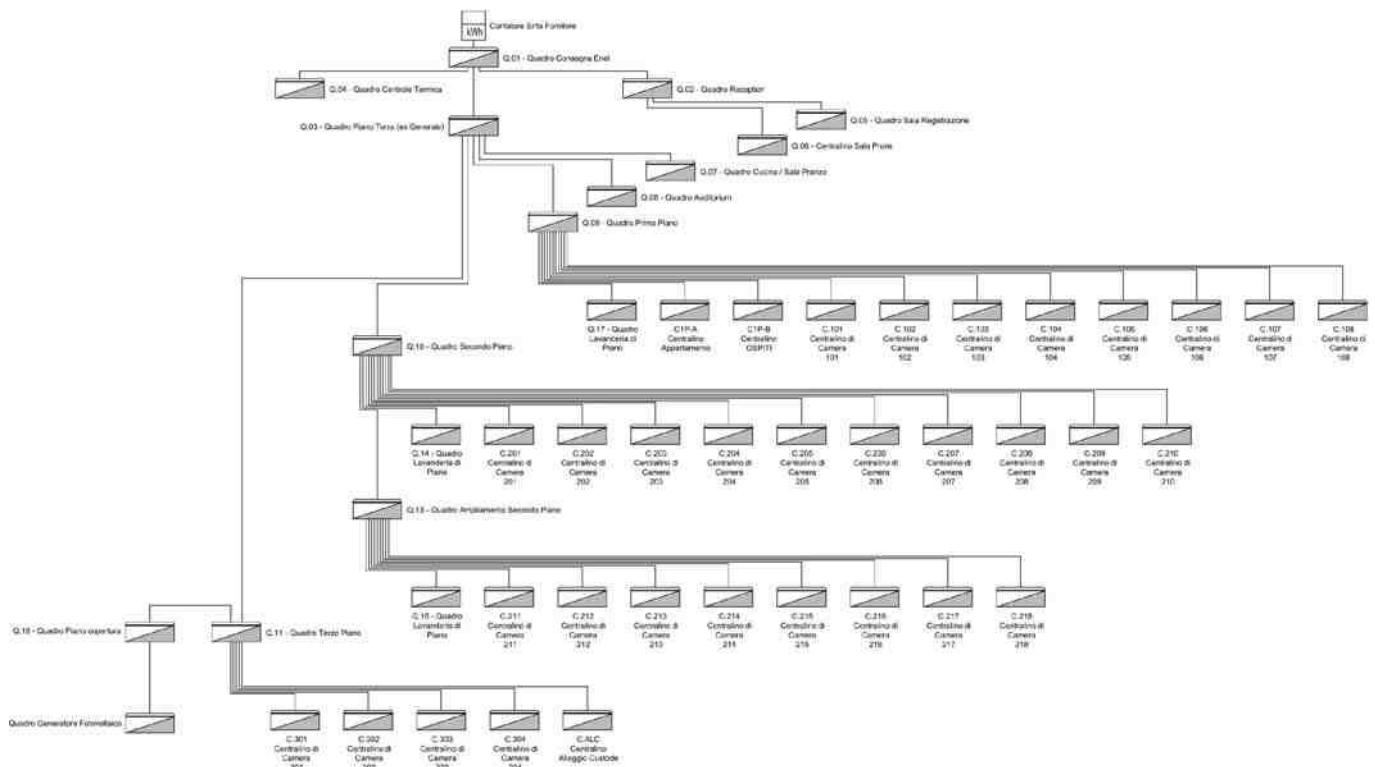 Contatore Ente Fornitore
kWh
Q.01 - Quadro Consegna Enel
Q.04 - Quadro Centrale Termica
Q.02 - Quadro Reception
Q.03 - Quadro Piano Terra (ex Generale)
Q.05 - Quadro Sala Registrazione
Q.06 - Centralino Sala Prove
Q.07 - Quadro Cucina / Sala Pranzo
Q.08 - Quadro Auditorium
Q.09 - Quadro Primo Piano
Q.17 - Quadro
Lavanderia di
Piano
C1P-A
Centralino
Appartamento
C1P-B
Centralino
OSPITI
C.101
Centralino di
Camera
101
C.102
Centralino di
Camera
102
C.103
Centralino di
Camera
103
C.104
Centralino di
Camera
104
C.105
Centralino di
Camera
105
C.106
Centralino di
Camera
106
C.107
Centralino di
Camera
107
C.108
Centralino di
Camera
108
Q.10 - Quadro Secondo Piano
Q.14 - Quadro
Lavanderia di
Piano
C.201
Centralino di
Camera
201
C.202
Centralino di
Camera
202
C.203
Centralino di
Camera
203
C.204
Centralino di
Camera
204
C.205
Centralino di
Camera
205
Centralino di
Camera
206
C.207
Centralino di
Camera
207
C.208
Centralino di
Camera
208
C.209
Centralino di
Camera
209
C.210
Centralino di
Camera
210
Quadro Ampliamento Secondo Piano
Quadro
Lavanderia di
Piano
C.211
Centralino di
Camera
211
C.212
Centralino di
Camera
212
C.213
Centralino di
Camera
213
C.214
Centralino di
Camera
214
C.215
Centralino di
Camera
215
C.216
Centralino di
Camera
216
C.217
Centralino di
Camera
217
Centralino di
Camera
218
Quadro Piano copertura
Q.11 - Quadro Terzo Piano
Quadro Generatore Fotovoltaico
C.301
Centralino di
Camera
C.302
Centralino di
Camera
C.303
Centralino di
Camera
C.304
Centralino di
Camera
C.ALC
Centralino
Alloggio Custode